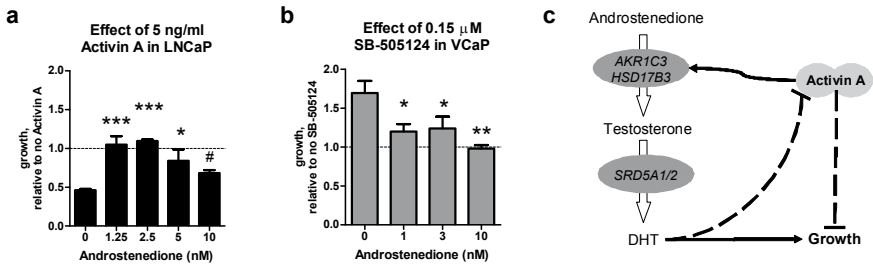 a
Effect of 5 ng/ml
Activin A in LNCaP
growth,
relative to no Activin A
2.0
1.5
1.0
0.5
0.0
***
***
*
#
0 1.25 2.5 5 10
Androstenedione (nM)
b
Effect of 0.15 µM
SB-505124 in VCaP
growth,
relative to no SB-505124
2.0
1.5
1.0
0.5
0.0
*
*
**
0 1 3 10
Androstenedione (nM)
c
Androstenedione
AKR1C3
HSD17B3
Activin A
Testosterone
SRD5A1/2
DHT
Growth